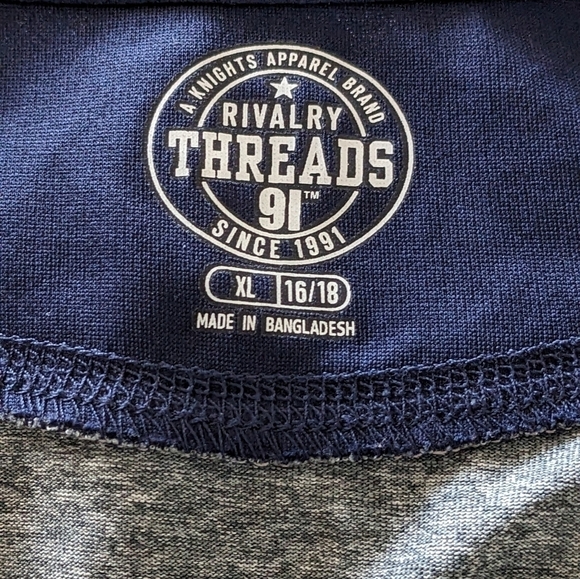 A KNIGHTS APPAREL BRAND
RIVALRY
THREADS
91™
SINCE 1991
XL 16/18
MADE IN BANGLADESH